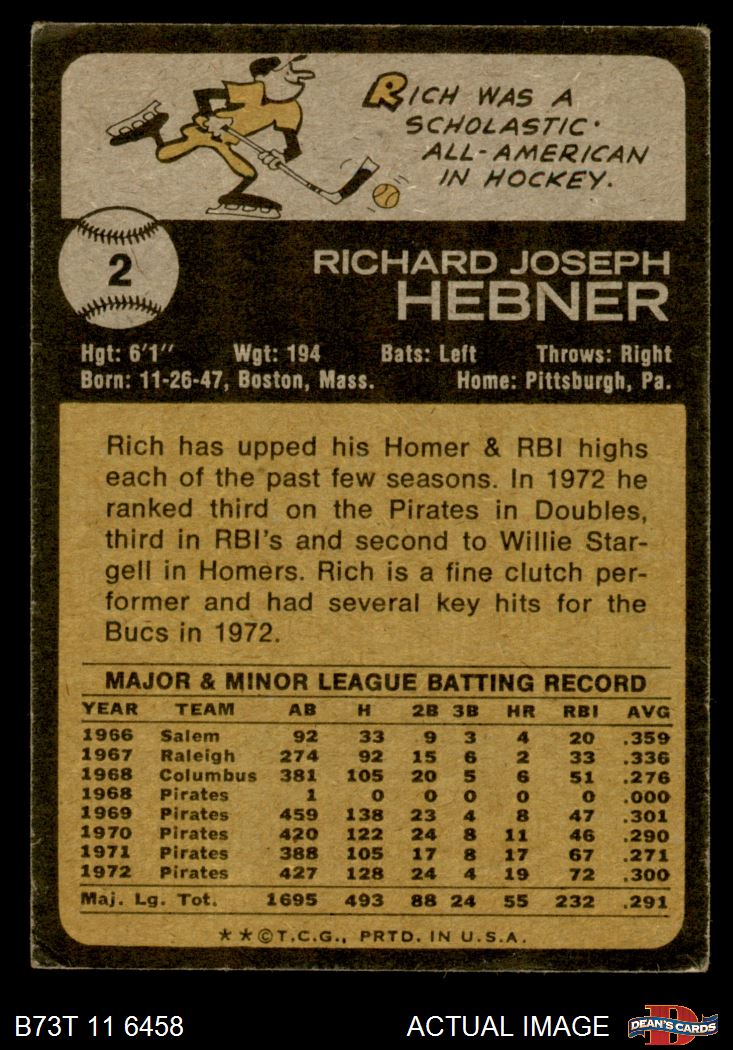 RICH WAS A
SCHOLASTIC
ALL-AMERICAN
IN HOCKEY.
2
RICHARD JOSEPH
HEBNER
Hgt: 6'1'' Wgt: 194 Bats: Left Throws: Right
Born: 11-26-47, Boston, Mass. Home: Pittsburgh, Pa.
Rich has upped his Homer & RBI highs
each of the past few seasons. In 1972 he
ranked third on the Pirates in Doubles,
third in RBI's and second to Willie Star-
gell in Homers. Rich is a fine clutch per-
former and had several key hits for the
Bucs in 1972.
MAJOR & MINOR LEAGUE BATTING RECORD
YEAR TEAM AB H 2B 3B HR RBI AVG
1966 Salem 92 33 9 3 4 20 .359
1967 Raleigh 274 92 15 6 2 33 .336
1968 Columbus 381 105 20 5 6 51 .276
1968 Pirates 1 0 0 0 0 0 .000
1969 Pirates 459 138 23 4 8 47 .301
1970 Pirates 420 122 24 8 11 46 .290
1971 Pirates 388 105 17 8 17 67 .271
1972 Pirates 427 128 24 4 19 72 .300
Maj. Lg. Tot. 1695 493 88 24 55 232 .291
**©T.C.G., PRTD. IN U.S.A.
B73T 11 6458 ACTUAL IMAGE D DEAN'S CARDS